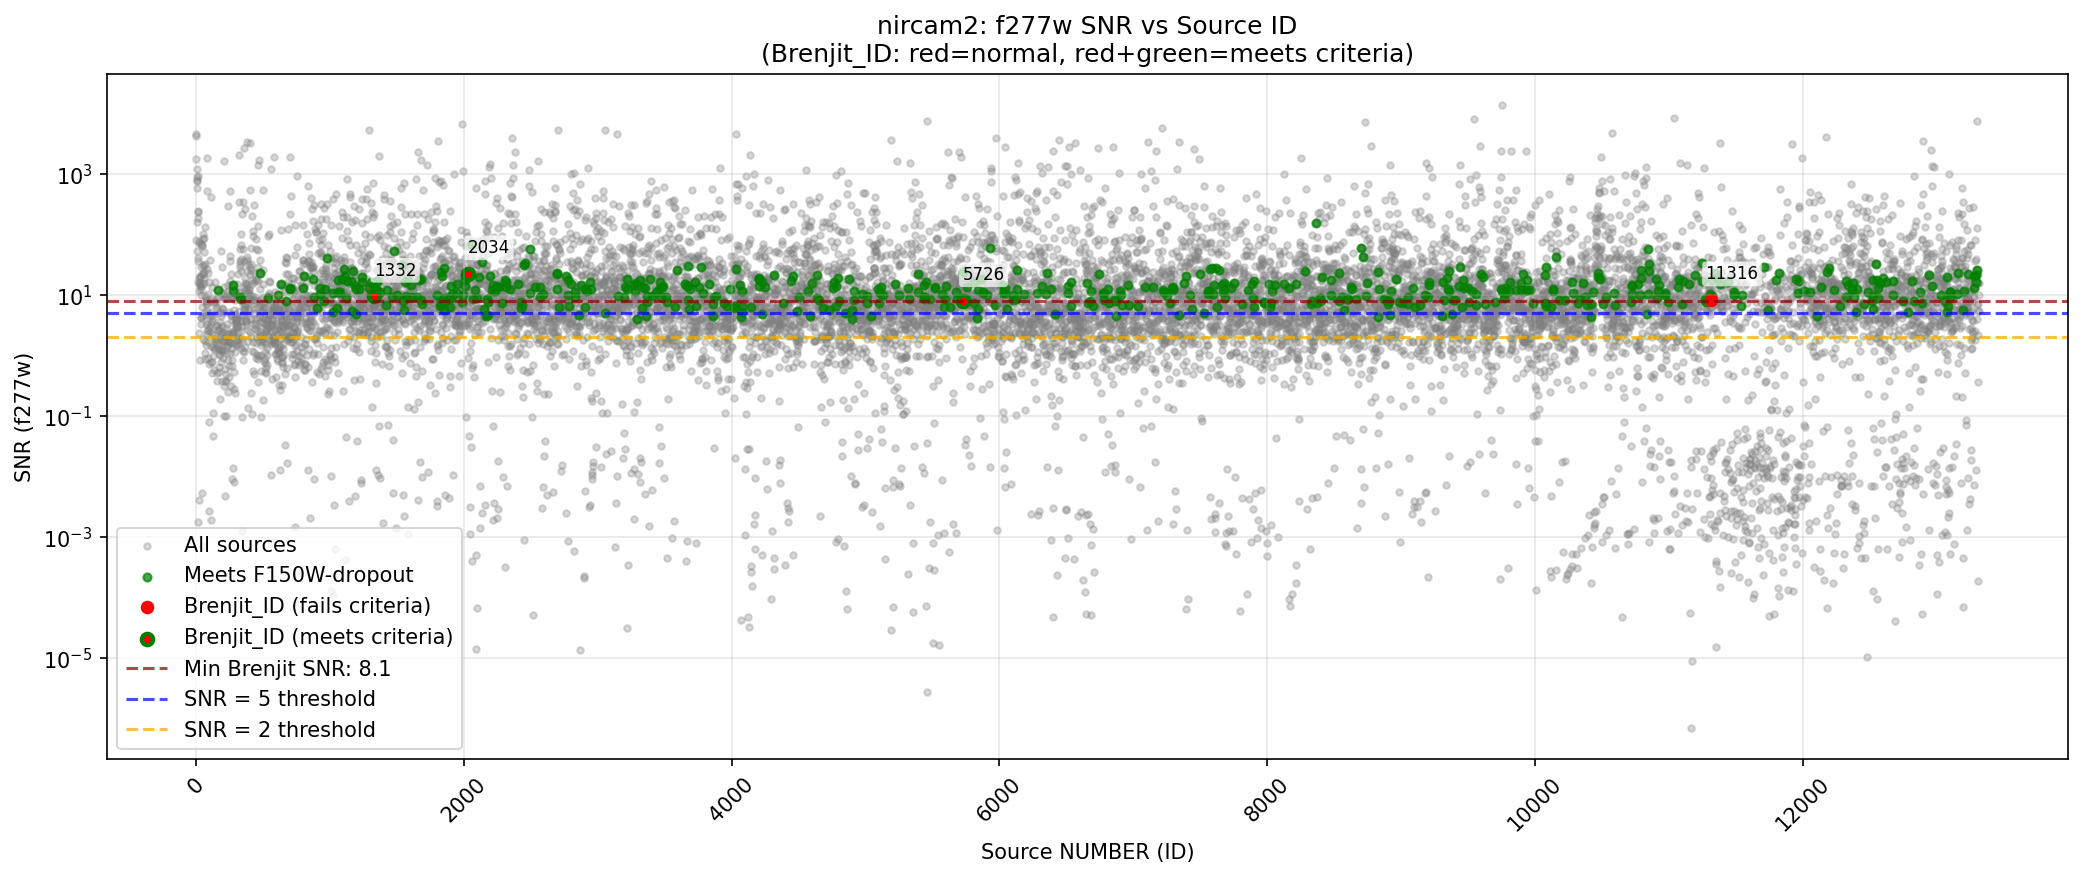 nircam2: f277w SNR vs Source ID
(Brenjit_ID: red=normal, red+green=meets criteria)
SNR (f277w)
10³
10¹
10⁻¹
10⁻³
10⁻⁵
1332
2034
5726
11316
All sources
Meets F150W-dropout
Brenjit_ID (fails criteria)
Brenjit_ID (meets criteria)
Min Brenjit SNR: 8.1
SNR = 5 threshold
SNR = 2 threshold
0
2000
4000
6000
8000
10000
12000
Source NUMBER (ID)